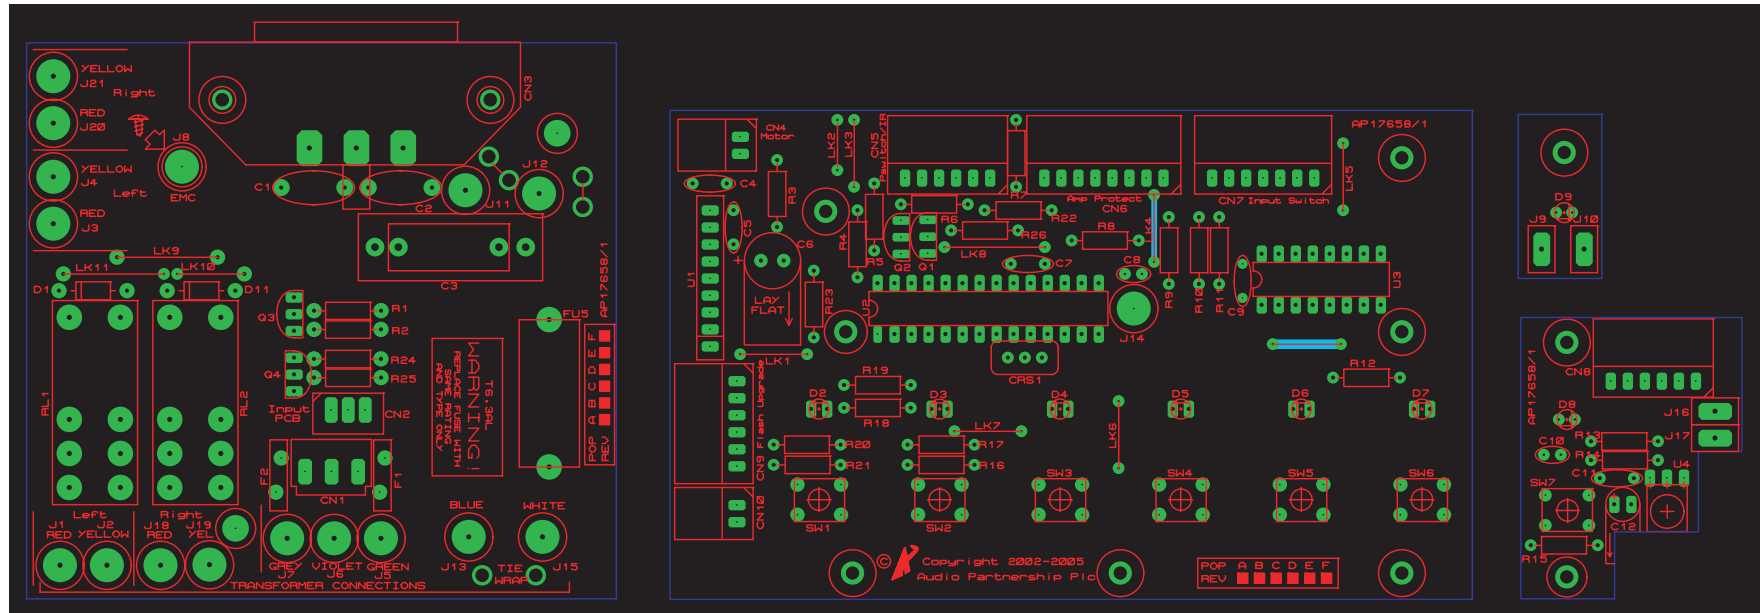 YELLOW
J21
Right
RED
J20
YELLOW
J4
Left
RED
J3
J8
EMC
CN3
C1
C2
J11
J12
C3
LK9
LK11
LK10
D1
D11
AP17658/1
Q3
R1
R2
Q4
R24
R25
RL1
RL2
Input
PCB
CN2
FU5
WARNING!
REPLACE FUSE WITH
SAME RATING
AND TYPE ONLY
T6.3AL
POP A B C D E F
REV
F2
F1
CN1
Left
Right
J1
RED
J2
YELLOW
J18
RED
J19
YEL
GREY
J7
VIOLET
J6
GREEN
J5
BLUE
J13
WHITE
J15
TIE
WRAP
TRANSFORMER CONNECTIONS
CN4
Motor
LK2
LK3
CN5
Pswitch/IR
C4
R3
C5
R5
R4
R7
R6
R22
R26
Amp Protect
CN6
CN7 Input Switch
AP17658/1
LK5
K4
R8
U1
C6
LAY
FLAT
R23
Q2
Q1
LK8
C7
C8
R9
R10
R11
C9
U3
U2
J14
LK1
CRS1
R12
CN9 Flash Upgrade
R19
R18
D2
D3
D4
D5
D6
D7
LK7
LK6
R20
R21
R17
R16
CN10
SW1
SW2
SW3
SW4
SW5
SW6
© Copyright 2002-2005
Audio Partnership Plc
POP A B C D E F
REV
D9
J9
J10
AP17658/1
CN8
D8
J16
J17
R13
R14
C10
C11
U4
SW7
C12
R15